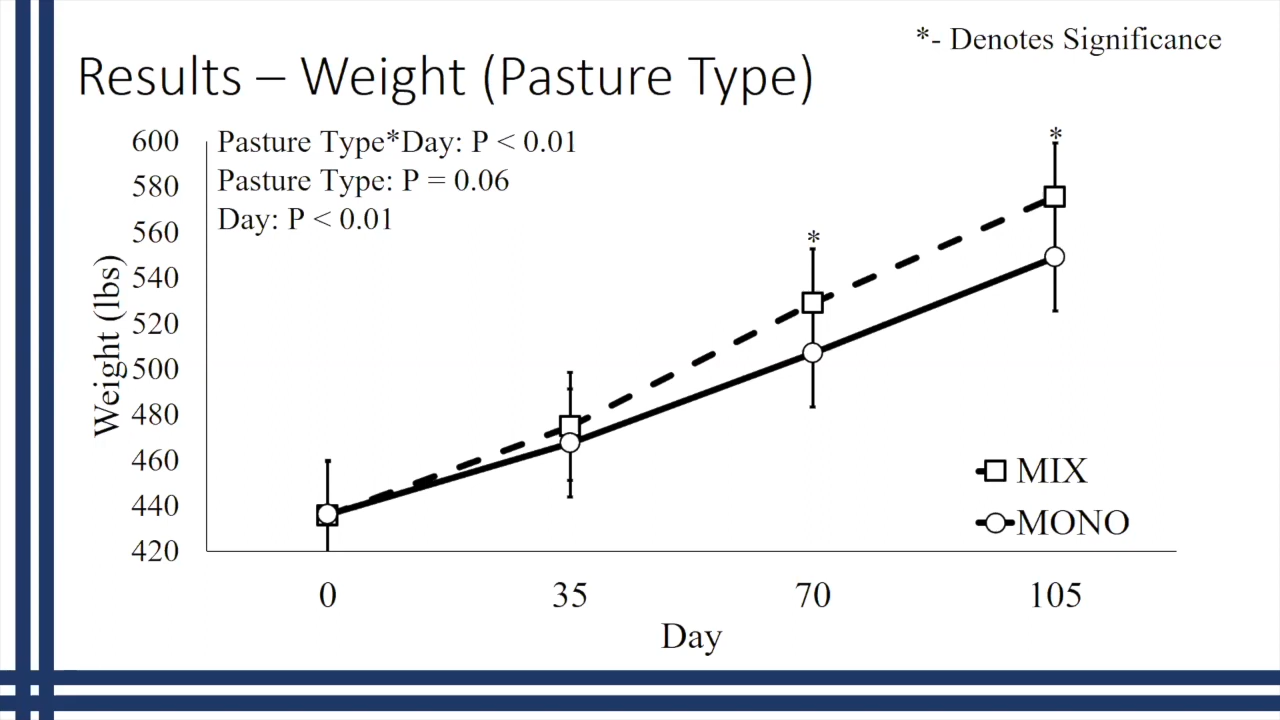 *- Denotes Significance
Results – Weight (Pasture Type)
Pasture Type*Day: P < 0.01
Pasture Type: P = 0.06
Day: P < 0.01
Weight (lbs)
600
580
560
540
520
500
480
460
440
420
*
*
MIX
MONO
0 35 70 105
Day